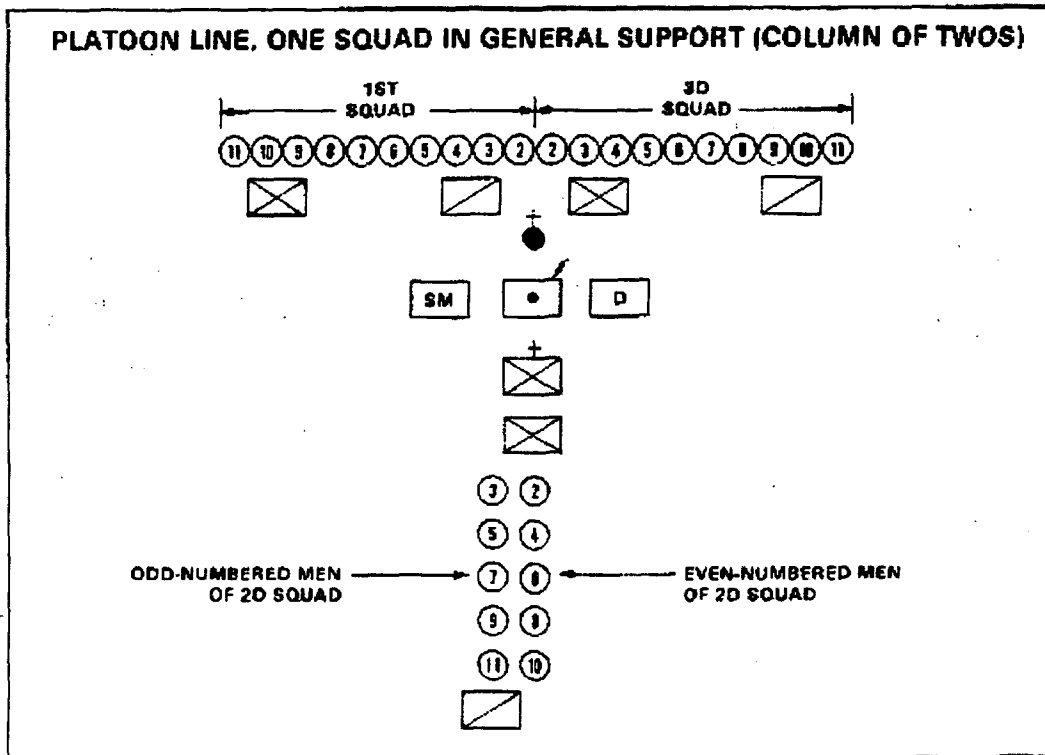 PLATOON LINE, ONE SQUAD IN GENERAL SUPPORT (COLUMN OF TWOS)
1ST
SQUAD
3D
SQUAD
11 10 9 8 7 6 5 4 3 2 2 3 4 5 6 7 8 9 10 11
SM D
3 2
5 4
ODD-NUMBERED MEN
OF 2D SQUAD
7 6
EVEN-NUMBERED MEN
OF 2D SQUAD
9 8
11 10